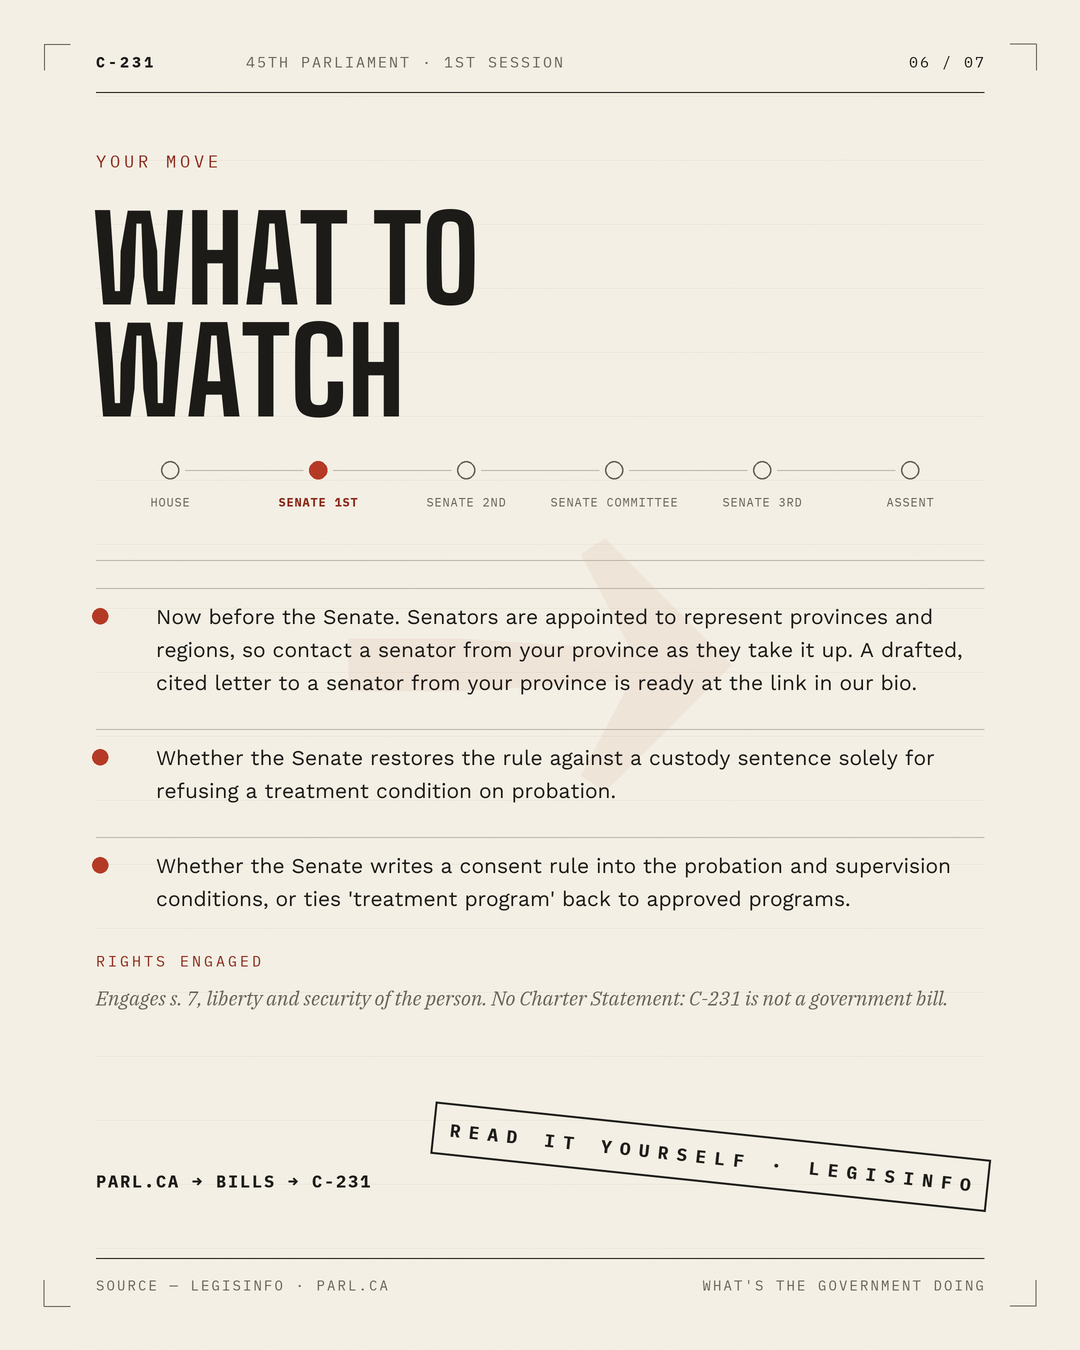 C-231 45TH PARLIAMENT · 1ST SESSION 06 / 07
YOUR MOVE
WHAT TO
WATCH
HOUSE SENATE 1ST SENATE 2ND SENATE COMMITTEE SENATE 3RD ASSENT
Now before the Senate. Senators are appointed to represent provinces and
regions, so contact a senator from your province as they take it up. A drafted,
cited letter to a senator from your province is ready at the link in our bio.
Whether the Senate restores the rule against a custody sentence solely for
refusing a treatment condition on probation.
Whether the Senate writes a consent rule into the probation and supervision
conditions, or ties 'treatment program' back to approved programs.
RIGHTS ENGAGED
Engages s. 7, liberty and security of the person. No Charter Statement: C-231 is not a government bill.
READ IT YOURSELF · LEGISINFO
PARL.CA → BILLS → C-231
SOURCE — LEGISINFO · PARL.CA WHAT'S THE GOVERNMENT DOING